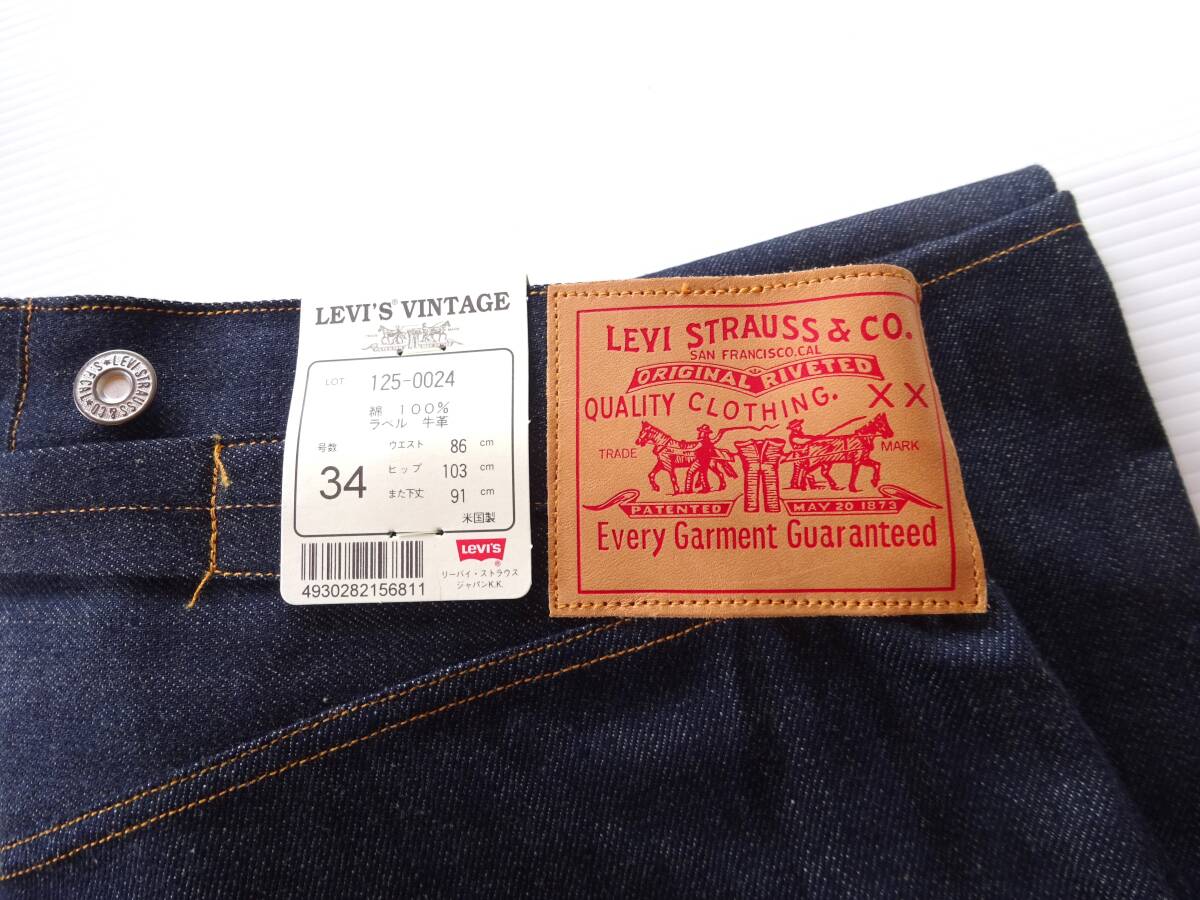 LEVI'S® VINTAGE
LOT 125-0024
綿 100%
ラベル 牛革
号数 34
ウエスト 86 cm
ヒップ 103 cm
また下丈 91 cm
米国製
4930282156811
LEVI'S
リーバイ・ストラウス
ジャパンK.K.
LEVI STRAUSS & CO.
SAN FRANCISCO.CAL
ORIGINAL RIVETED
QUALITY CLOTHING. XX
TRADE MARK
PATENTED MAY 20 1873
Every Garment Guaranteed
★LEVI STRAUSS & CO★S.F.CAL